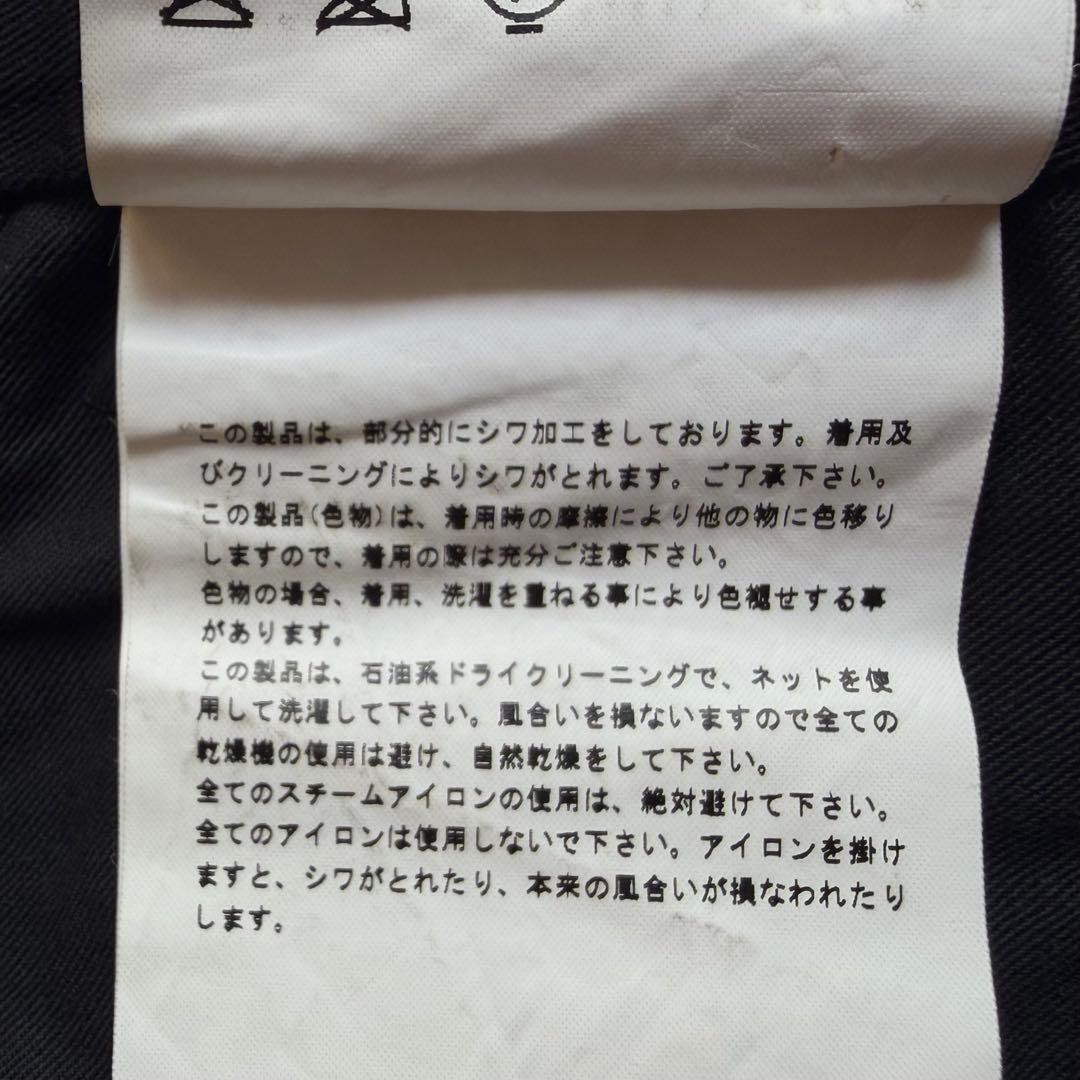 この製品は、部分的にシワ加工をしております。着用及
びクリーニングによりシワがとれます。ご了承下さい。
この製品(色物)は、着用時の摩擦により他の物に色移り
しますので、着用の際は充分ご注意下さい。
色物の場合、着用、洗濯を重ねる事により色褪せする事
があります。
この製品は、石油系ドライクリーニングで、ネットを使
用して洗濯して下さい。風合いを損ないますので全ての
乾燥機の使用は避け、自然乾燥をして下さい。
全てのスチームアイロンの使用は、絶対避けて下さい。
全てのアイロンは使用しないで下さい。アイロンを掛け
ますと、シワがとれたり、本来の風合いが損なわれたり
します。